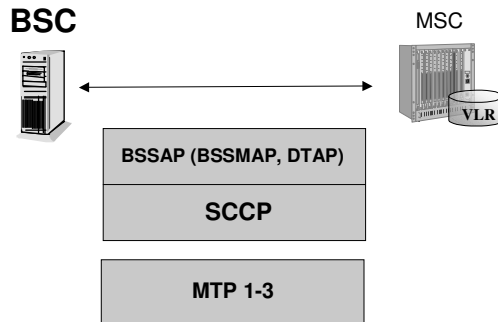 BSC
MSC
VLR
BSSAP (BSSMAP, DTAP)
SCCP
MTP 1-3